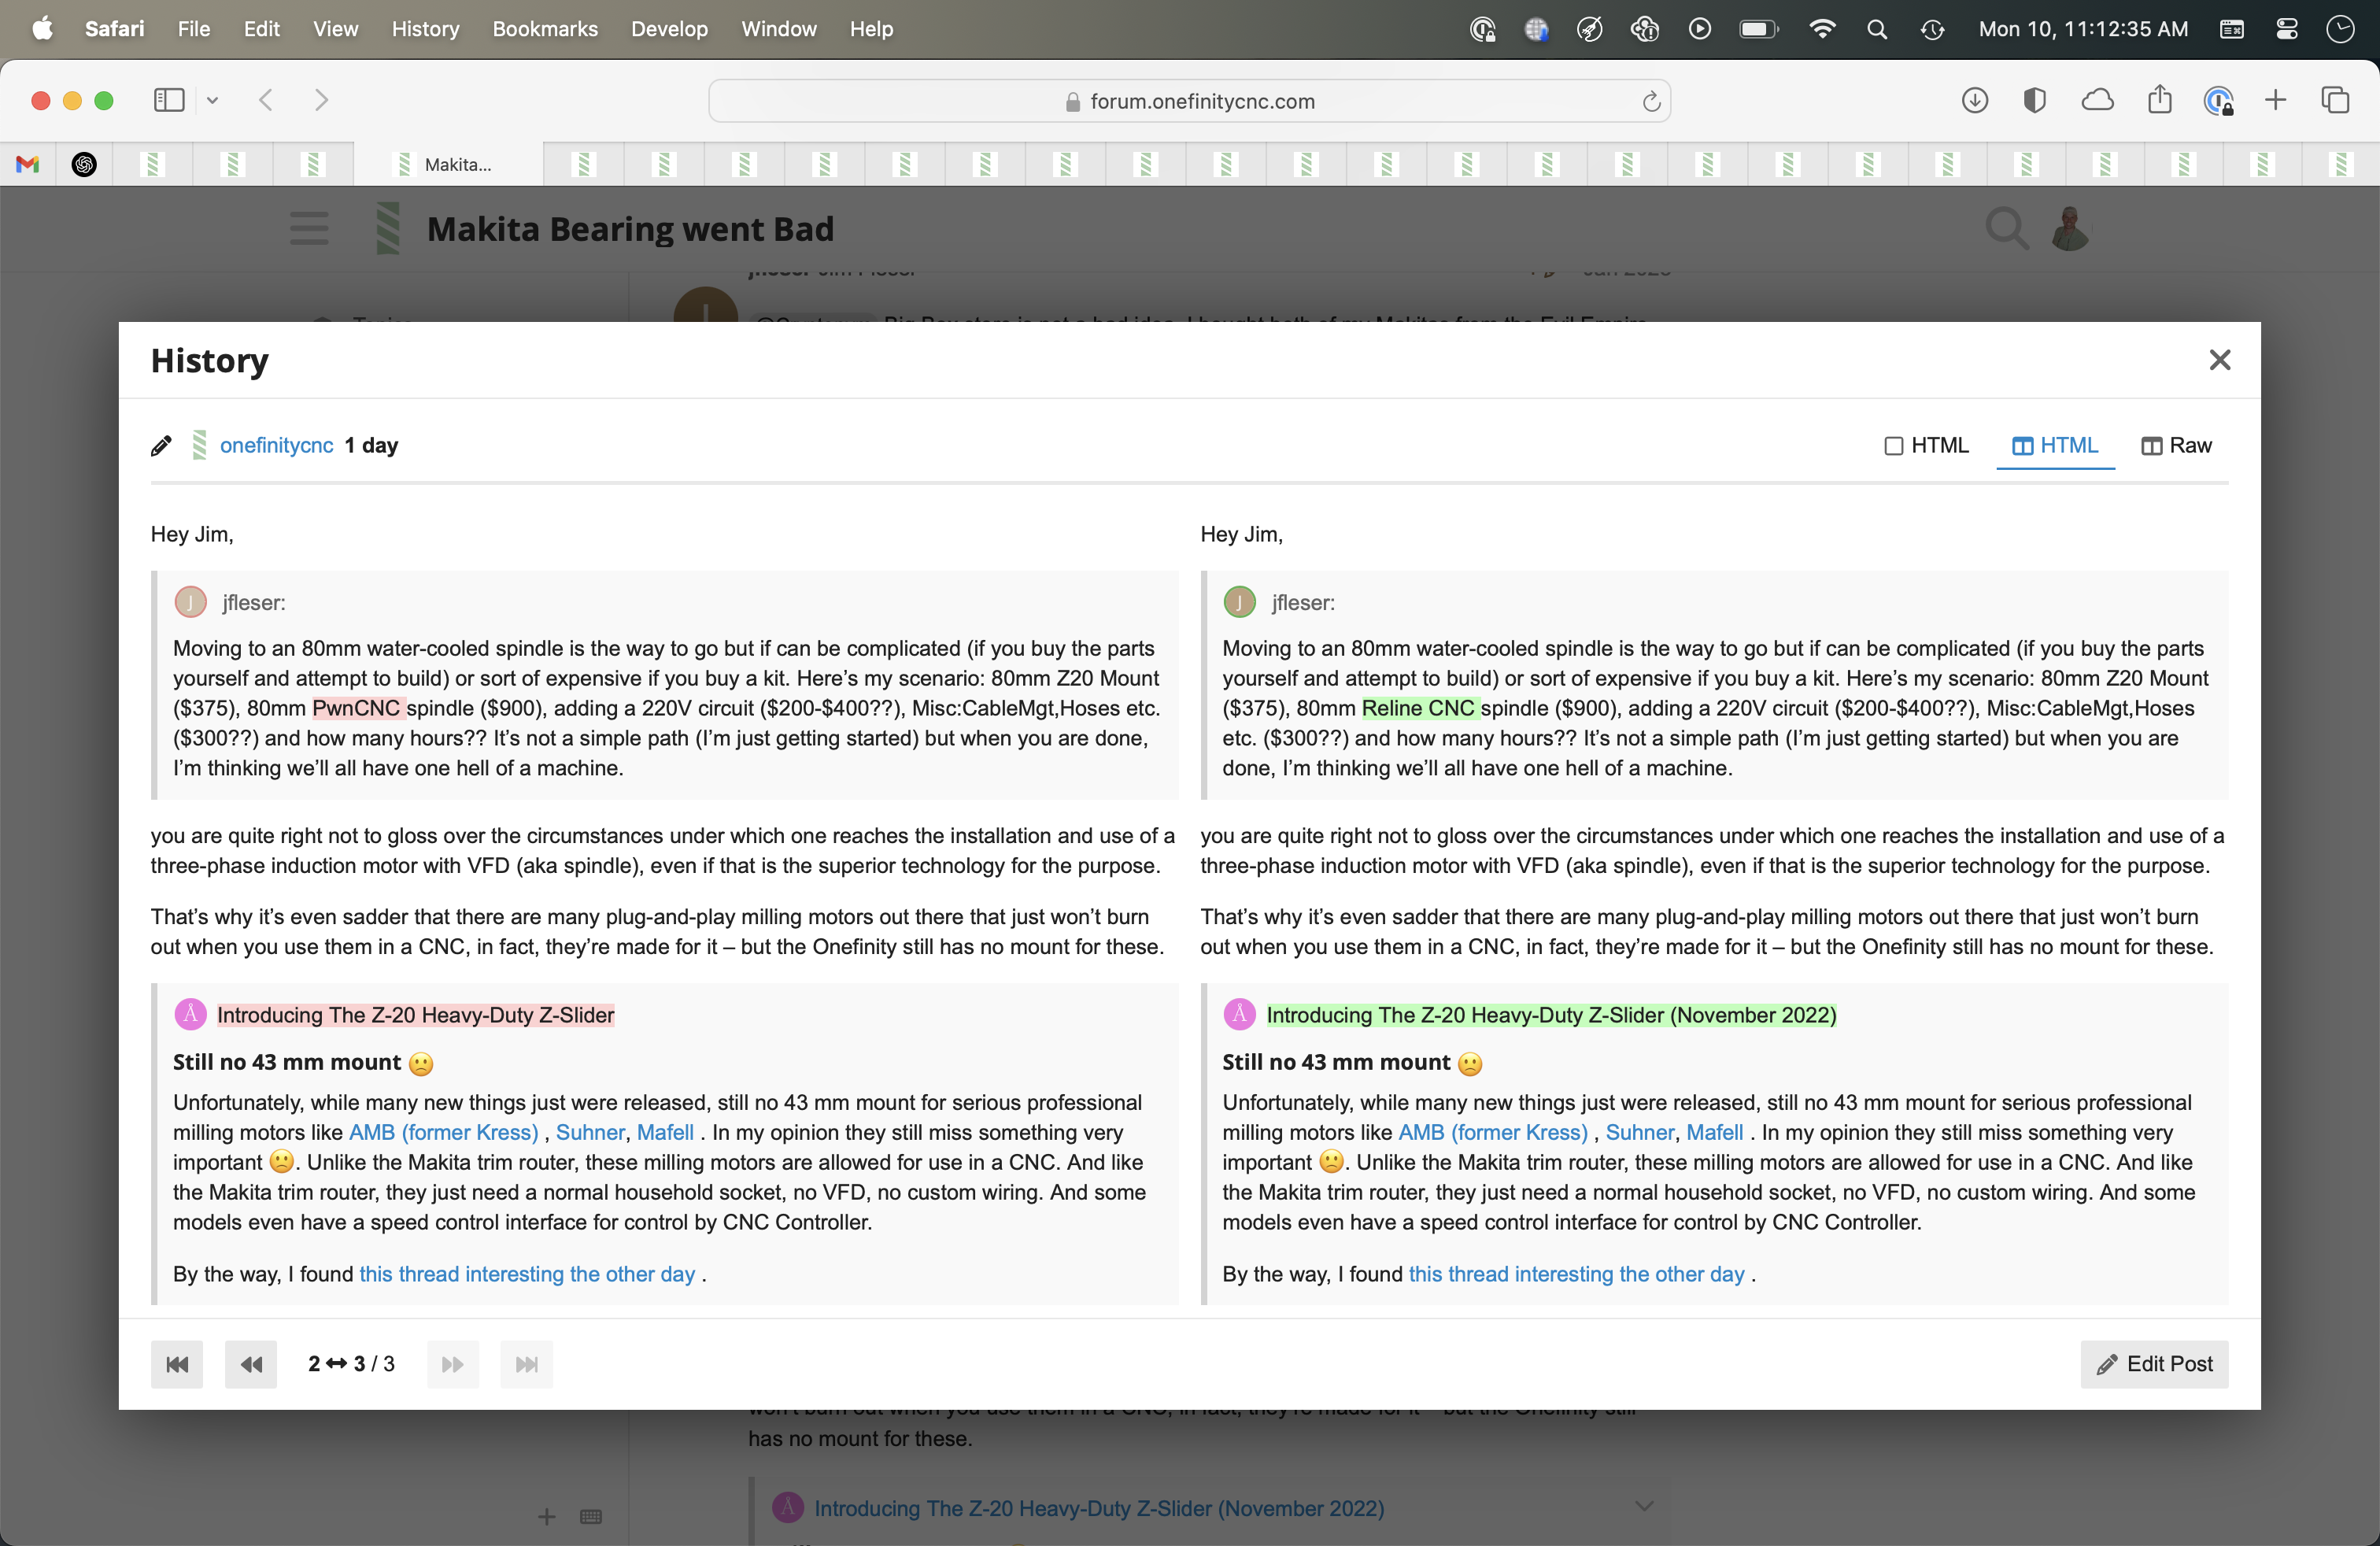 Safari File Edit View History Bookmarks Develop Window Help Mon 10, 11:12:35 AM
forum.onefinitycnc.com
Makita...
Makita Bearing went Bad
History
onefinitycnc 1 day
HTML HTML Raw
Hey Jim,
jfleser:
Moving to an 80mm water-cooled spindle is the way to go but if can be complicated (if you buy the parts
yourself and attempt to build) or sort of expensive if you buy a kit. Here’s my scenario: 80mm Z20 Mount
($375), 80mm PwnCNC spindle ($900), adding a 220V circuit ($200-$400??), Misc:CableMgt,Hoses etc.
($300??) and how many hours?? It’s not a simple path (I’m just getting started) but when you are done,
I’m thinking we’ll all have one hell of a machine.
you are quite right not to gloss over the circumstances under which one reaches the installation and use of a
three-phase induction motor with VFD (aka spindle), even if that is the superior technology for the purpose.
That’s why it’s even sadder that there are many plug-and-play milling motors out there that just won’t burn
out when you use them in a CNC, in fact, they’re made for it – but the Onefinity still has no mount for these.
Introducing The Z-20 Heavy-Duty Z-Slider
Still no 43 mm mount 🙁
Unfortunately, while many new things just were released, still no 43 mm mount for serious professional
milling motors like AMB (former Kress) , Suhner, Mafell . In my opinion they still miss something very
important 🙁. Unlike the Makita trim router, these milling motors are allowed for use in a CNC. And like
the Makita trim router, they just need a normal household socket, no VFD, no custom wiring. And some
models even have a speed control interface for control by CNC Controller.
By the way, I found this thread interesting the other day .
Hey Jim,
jfleser:
Moving to an 80mm water-cooled spindle is the way to go but if can be complicated (if you buy the parts
yourself and attempt to build) or sort of expensive if you buy a kit. Here’s my scenario: 80mm Z20 Mount
($375), 80mm Reline CNC spindle ($900), adding a 220V circuit ($200-$400??), Misc:CableMgt,Hoses
etc. ($300??) and how many hours?? It’s not a simple path (I’m just getting started) but when you are
done, I’m thinking we’ll all have one hell of a machine.
you are quite right not to gloss over the circumstances under which one reaches the installation and use of a
three-phase induction motor with VFD (aka spindle), even if that is the superior technology for the purpose.
That’s why it’s even sadder that there are many plug-and-play milling motors out there that just won’t burn
out when you use them in a CNC, in fact, they’re made for it – but the Onefinity still has no mount for these.
Introducing The Z-20 Heavy-Duty Z-Slider (November 2022)
Still no 43 mm mount 🙁
Unfortunately, while many new things just were released, still no 43 mm mount for serious professional
milling motors like AMB (former Kress) , Suhner, Mafell . In my opinion they still miss something very
important 🙁. Unlike the Makita trim router, these milling motors are allowed for use in a CNC. And like
the Makita trim router, they just need a normal household socket, no VFD, no custom wiring. And some
models even have a speed control interface for control by CNC Controller.
By the way, I found this thread interesting the other day .
2 ↔ 3 / 3
Edit Post
has no mount for these.
Introducing The Z-20 Heavy-Duty Z-Slider (November 2022)